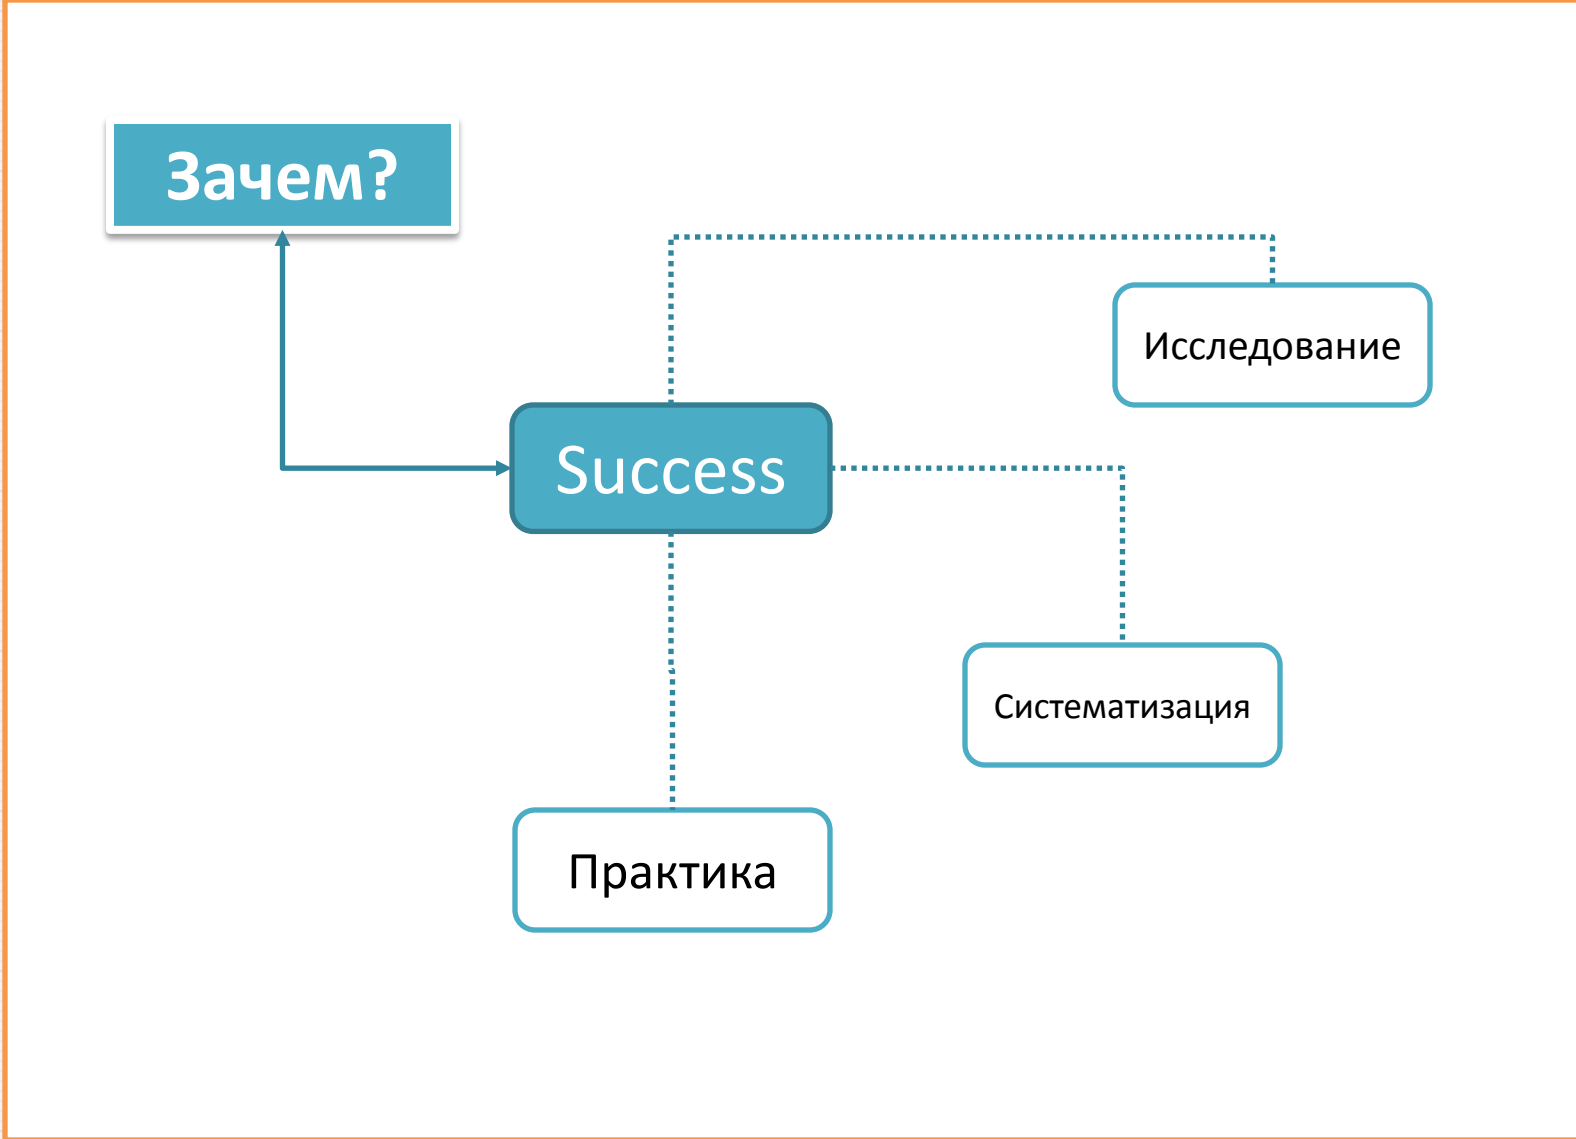 Зачем?
Исследование
Success
Систематизация
Практика